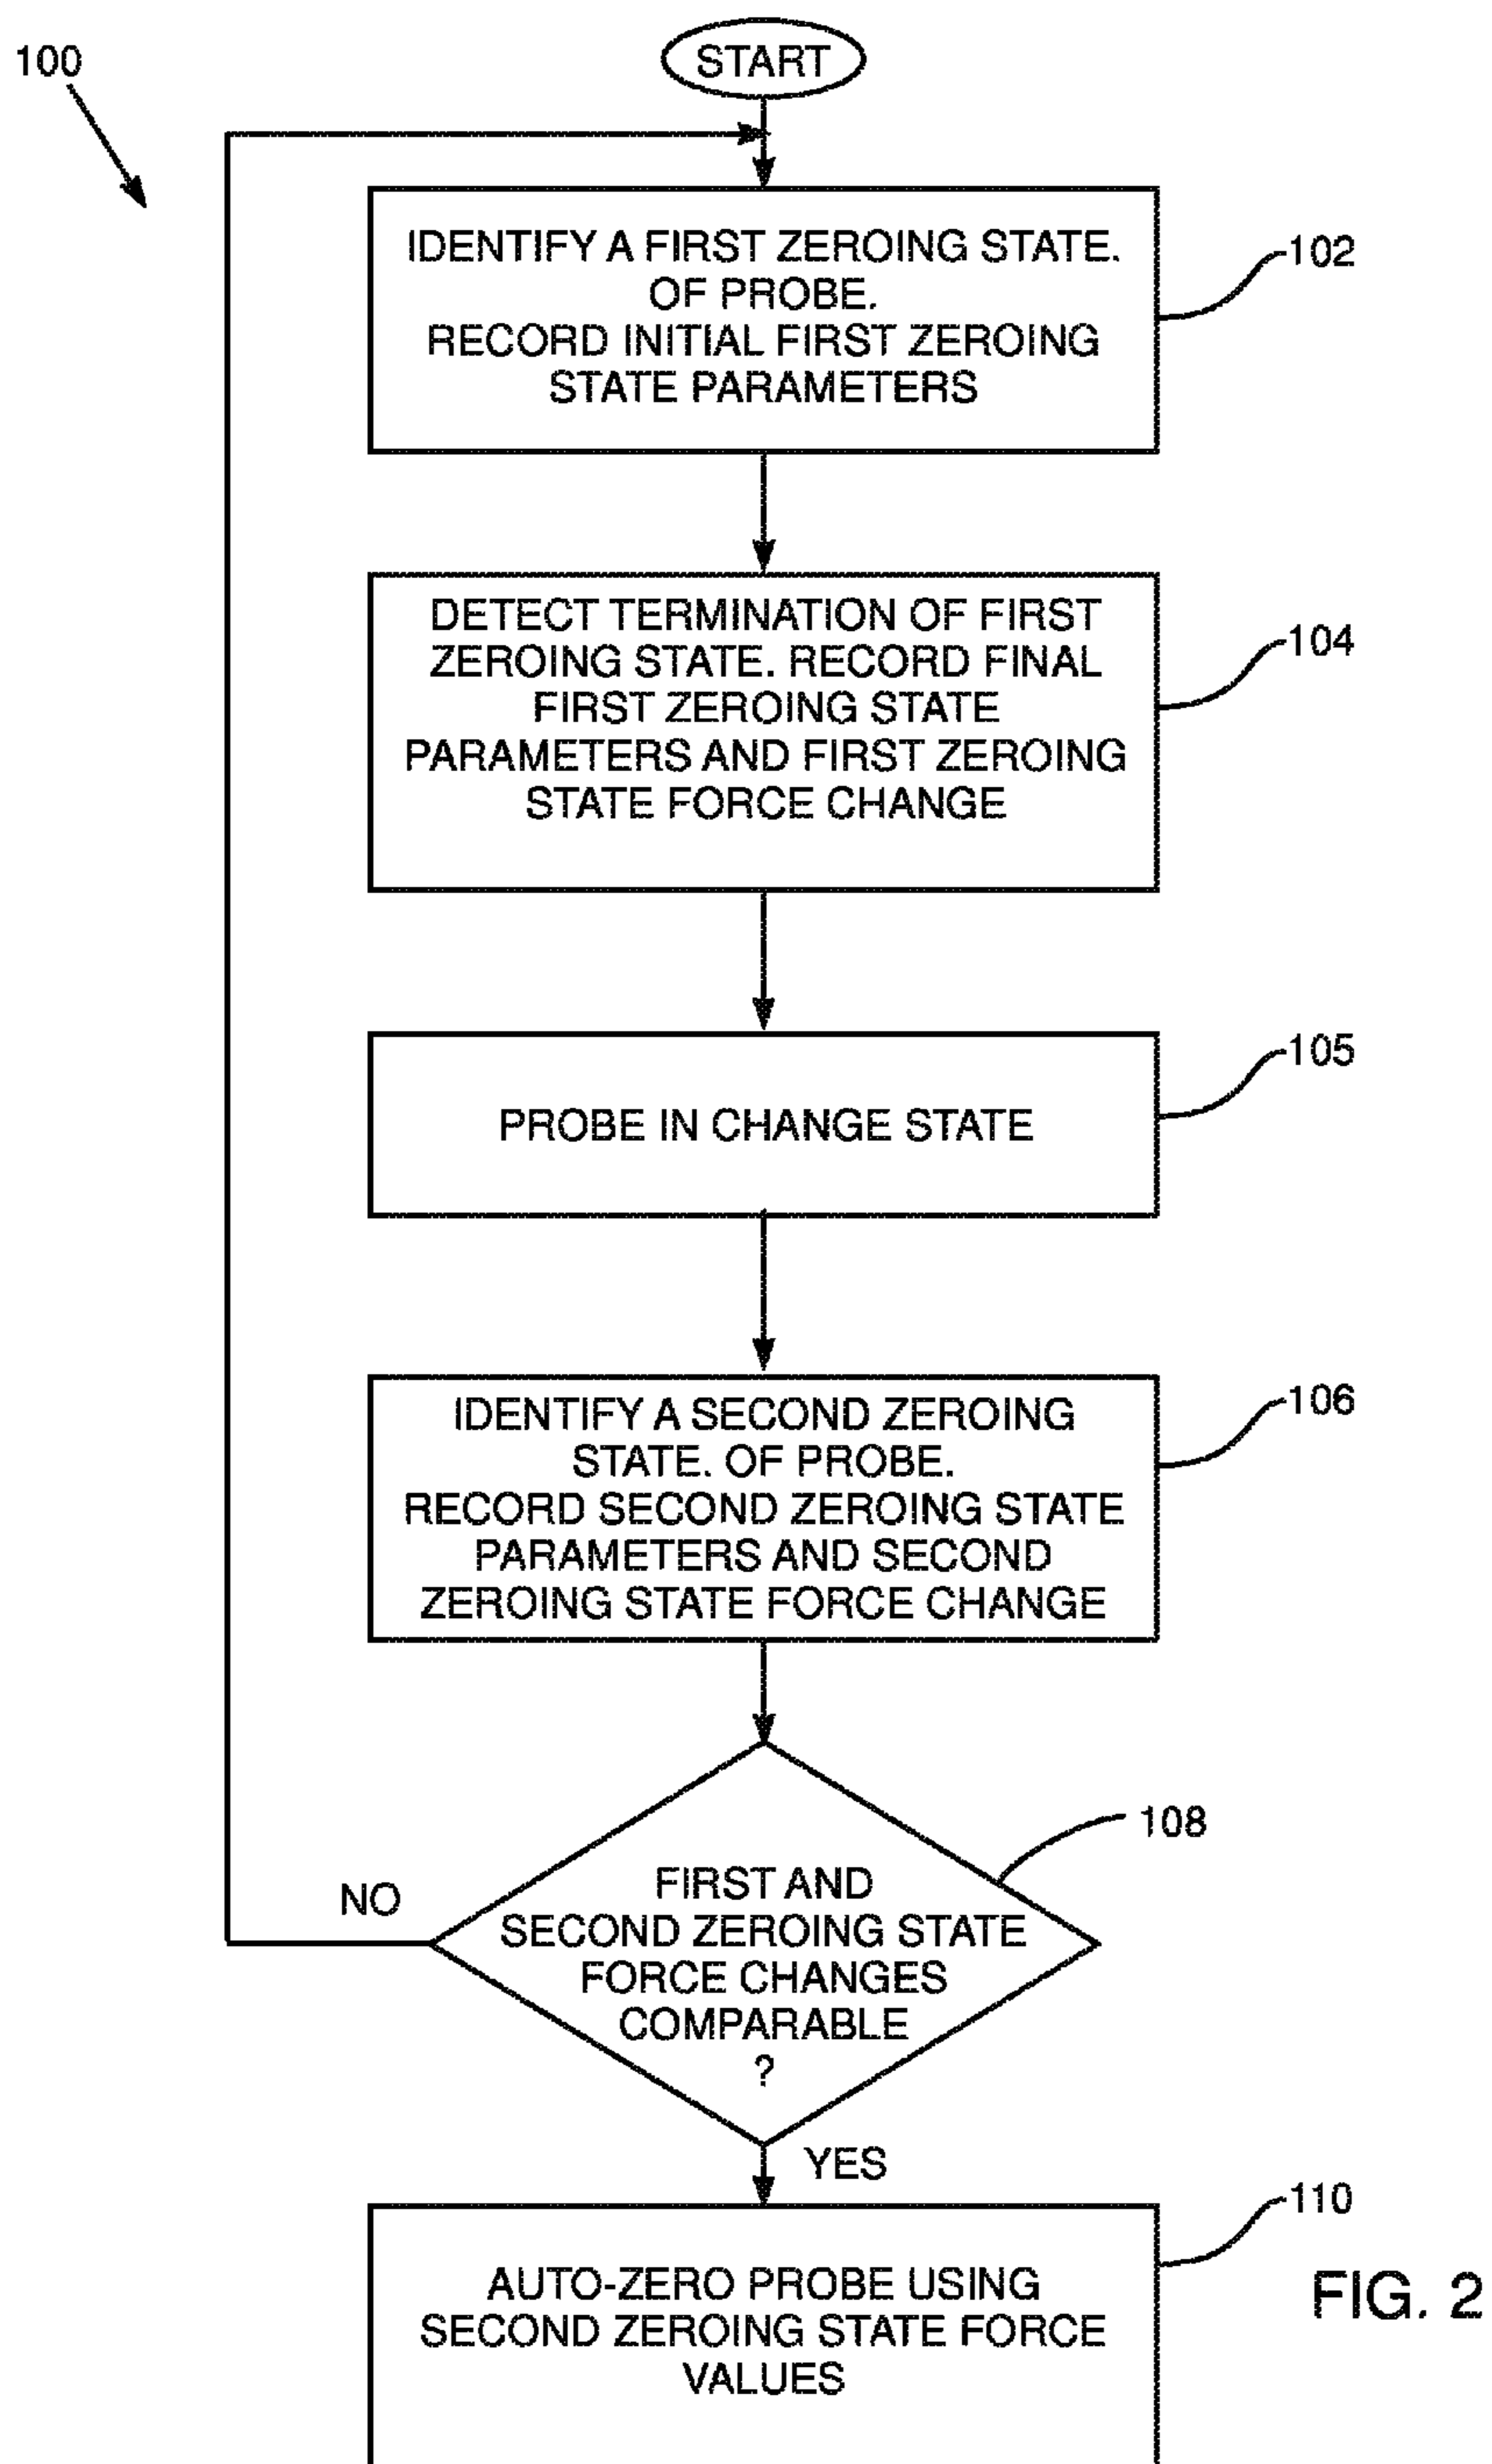 100
START
IDENTIFY A FIRST ZEROING STATE.
OF PROBE.
RECORD INITIAL FIRST ZEROING
STATE PARAMETERS
102
DETECT TERMINATION OF FIRST
ZEROING STATE. RECORD FINAL
FIRST ZEROING STATE
PARAMETERS AND FIRST ZEROING
STATE FORCE CHANGE
104
PROBE IN CHANGE STATE
105
IDENTIFY A SECOND ZEROING
STATE. OF PROBE.
RECORD SECOND ZEROING STATE
PARAMETERS AND SECOND
ZEROING STATE FORCE CHANGE
106
108
NO
FIRST AND
SECOND ZEROING STATE
FORCE CHANGES
COMPARABLE
?
YES
110
AUTO-ZERO PROBE USING
SECOND ZEROING STATE FORCE
VALUES
FIG. 2